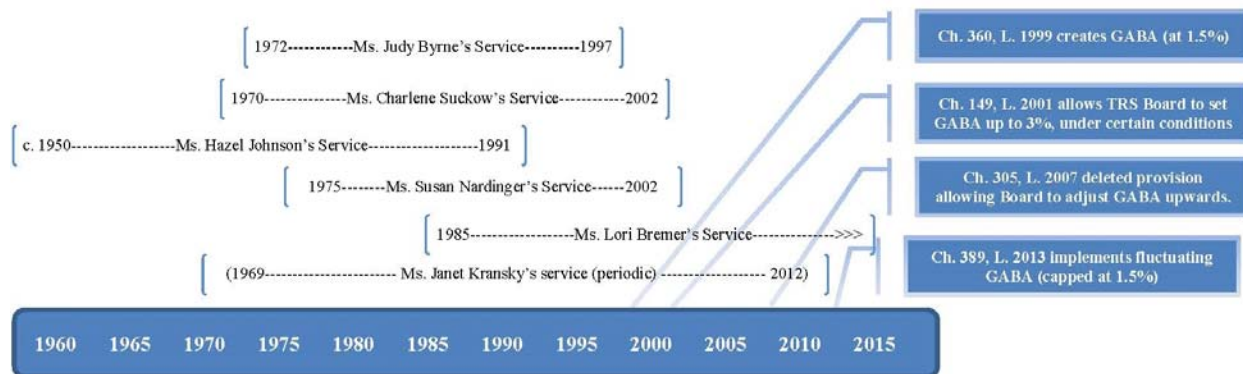 1972------------Ms. Judy Byrne's Service----------1997
1970---------------Ms. Charlene Suckow's Service------------2002
c. 1950-------------------Ms. Hazel Johnson's Service--------------------1991
1975--------Ms. Susan Nardinger's Service------2002
1985-------------------Ms. Lori Bremer's Service--------------->>>
(1969------------------------ Ms. Janet Kransky's service (periodic) ------------------- 2012)
Ch. 360, L. 1999 creates GABA (at 1.5%)
Ch. 149, L. 2001 allows TRS Board to set
GABA up to 3%, under certain conditions
Ch. 305, L. 2007 deleted provision
allowing Board to adjust GABA upwards.
Ch. 389, L. 2013 implements fluctuating
GABA (capped at 1.5%)
1960 1965 1970 1975 1980 1985 1990 1995 2000 2005 2010 2015